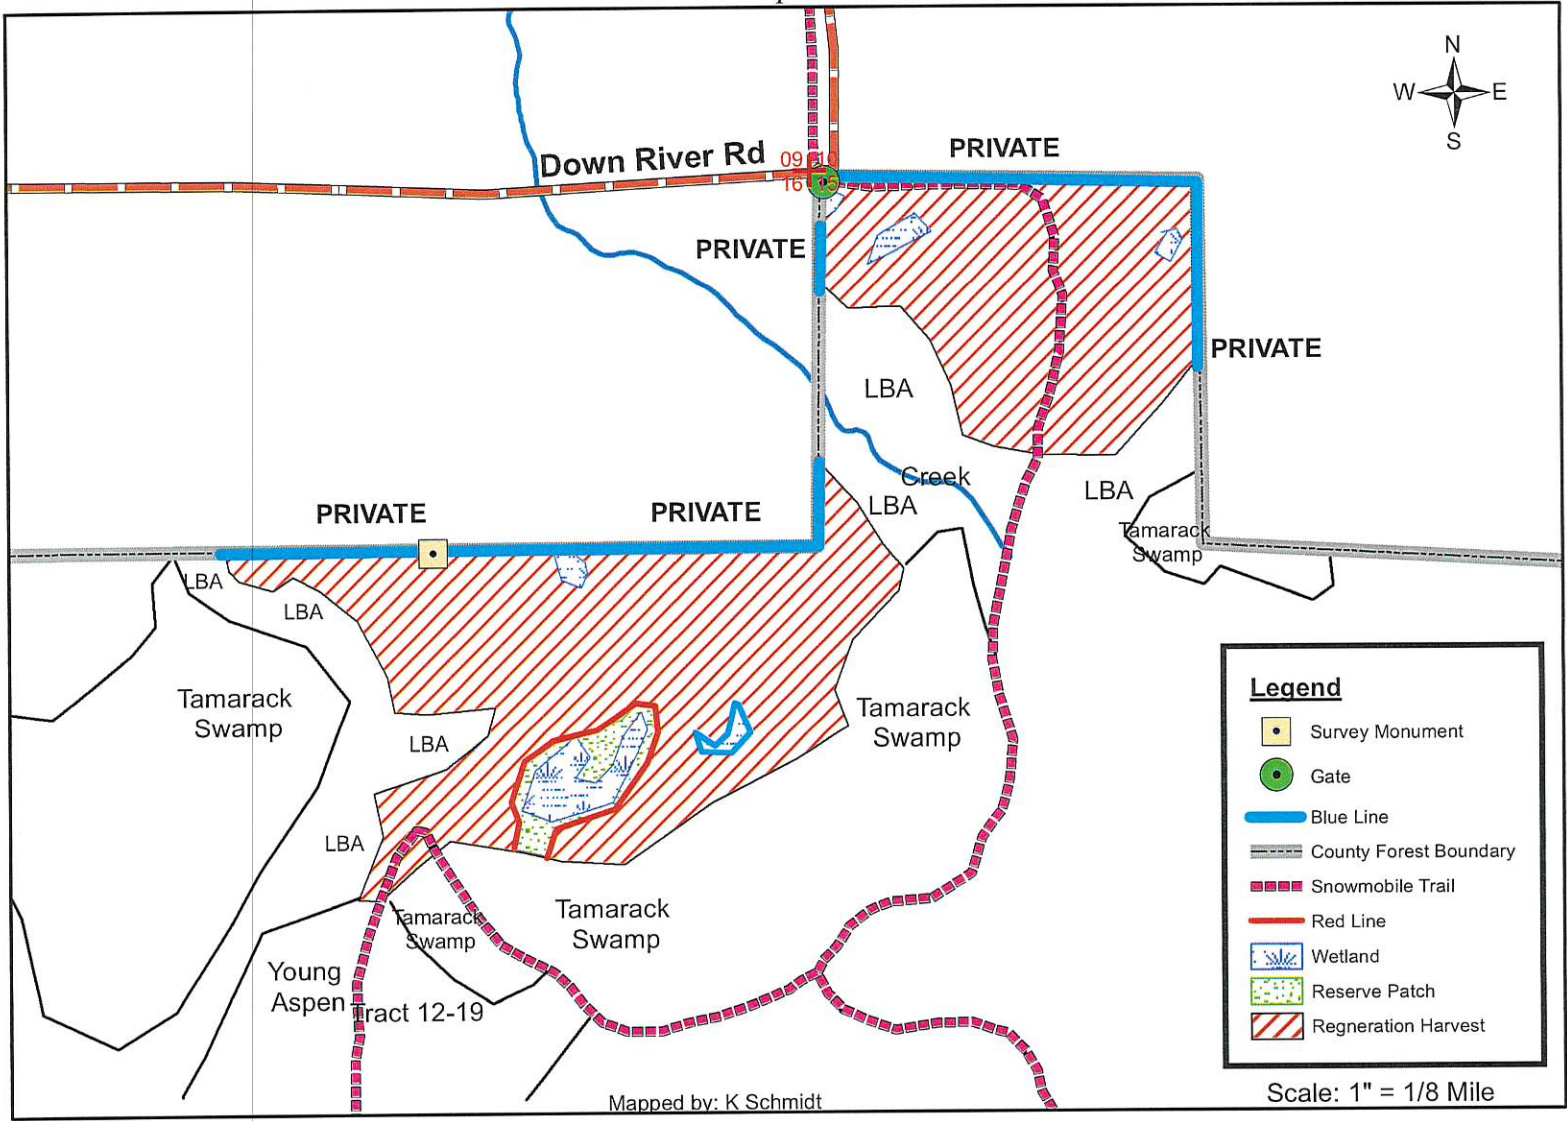 N
W E
S
Down River Rd
09 10
16 15
PRIVATE
PRIVATE
PRIVATE
LBA
Creek
LBA
LBA
Tamarack
Swamp
PRIVATE
PRIVATE
LBA
LBA
Tamarack
Swamp
LBA
Tamarack
Swamp
LBA
Tamarack
Swamp
Tamarack
Swamp
Young
Aspen
Tract 12-19
Mapped by: K Schmidt
Legend
Survey Monument
Gate
Blue Line
County Forest Boundary
Snowmobile Trail
Red Line
Wetland
Reserve Patch
Regneration Harvest
Scale: 1" = 1/8 Mile